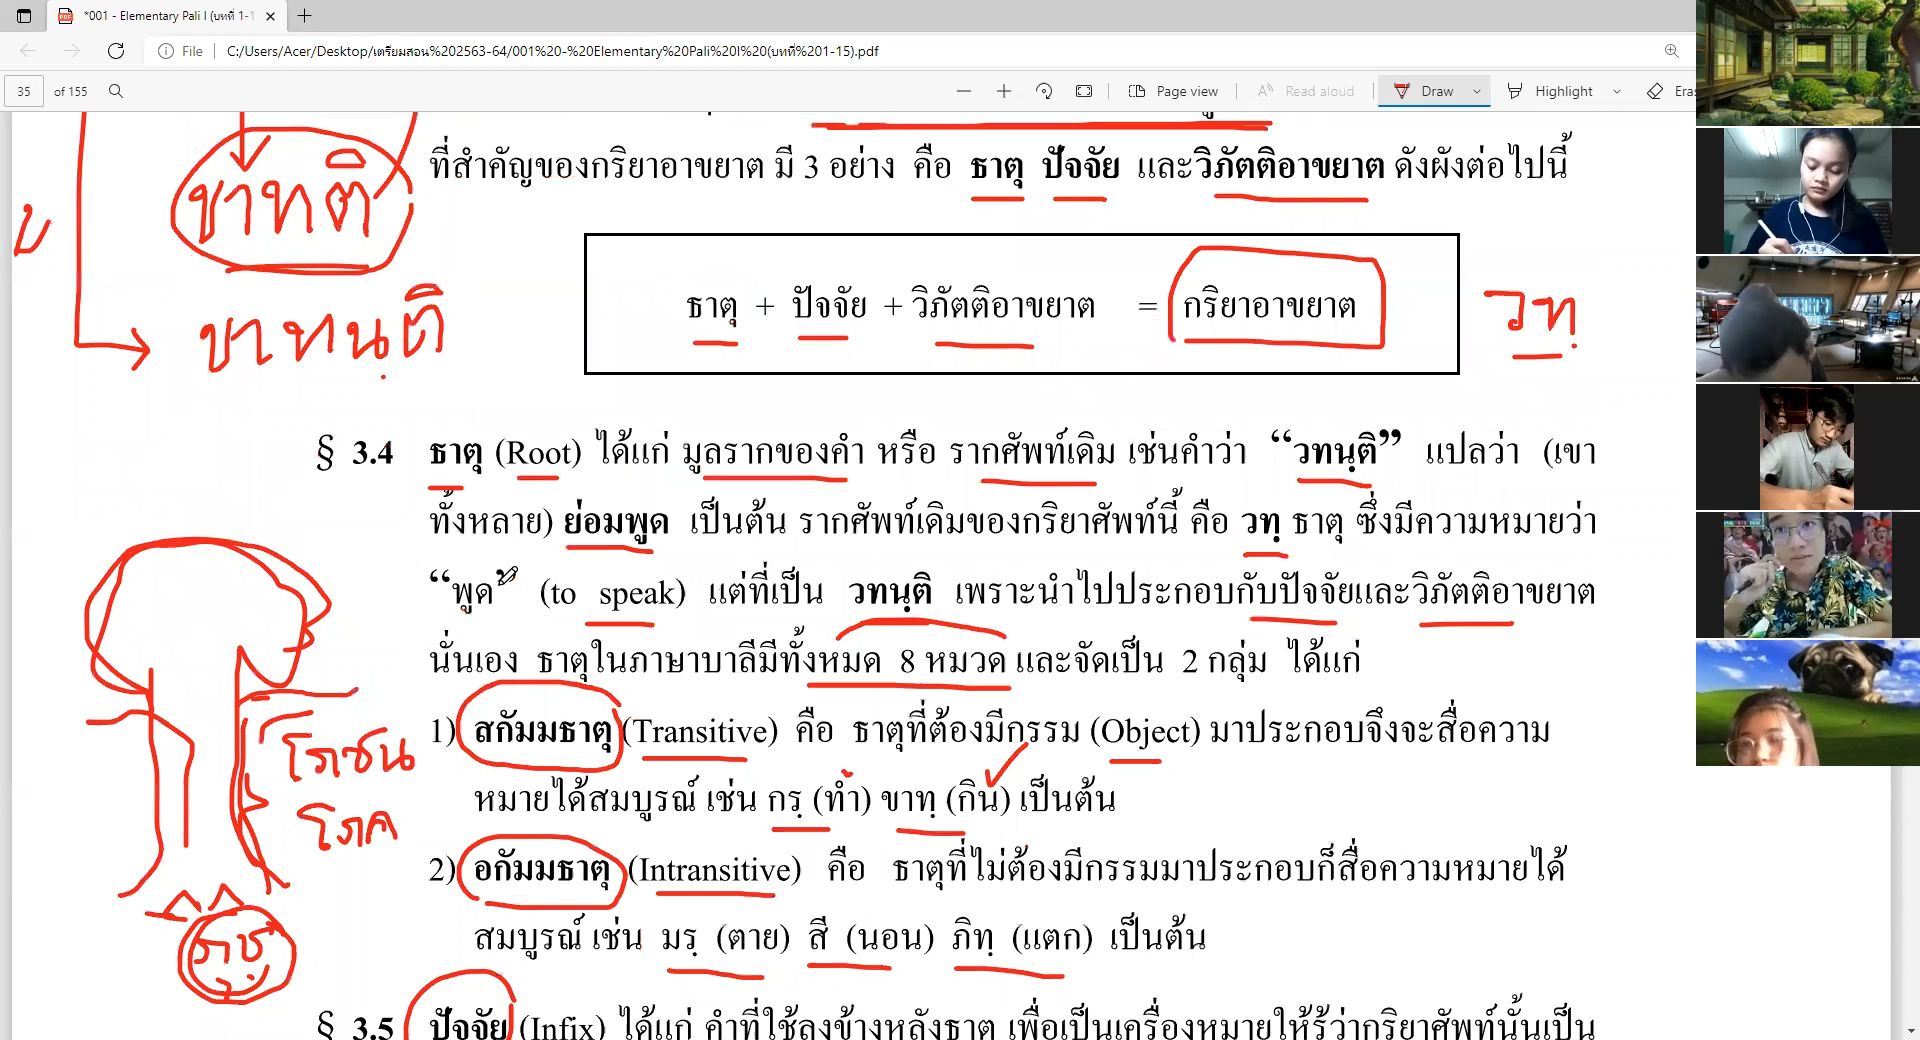 *001 - Elementary Pali I (บทที่ 1-1
File C:/Users/Acer/Desktop/เตรียมสอน%202563-64/001%20-%20Elementary%20Pali%20I%20(บทที่%201-15).pdf
35 of 155 Page view Read aloud Draw Highlight Eras
ที่สำคัญของกริยาอาขยาต มี 3 อย่าง คือ ธาตุ ปัจจัย และวิภัตติอาขยาต ดังผังต่อไปนี้
ขาทติ
ขาทนฺติ
ธาตุ + ปัจจัย + วิภัตติอาขยาต = กริยาอาขยาต
วทฺ
§ 3.4 ธาตุ (Root) ได้แก่ มูลรากของคำ หรือ รากศัพท์เดิม เช่นคำว่า “วทนฺติ” แปลว่า (เขา
ทั้งหลาย) ย่อมพูด เป็นต้น รากศัพท์เดิมของกริยาศัพท์นี้ คือ วทฺ ธาตุ ซึ่งมีความหมายว่า
“พูด” (to speak) แต่ที่เป็น วทนฺติ เพราะนำไปประกอบกับปัจจัยและวิภัตติอาขยาต
นั่นเอง ธาตุในภาษาบาลีมีทั้งหมด 8 หมวด และจัดเป็น 2 กลุ่ม ได้แก่
1) สกัมมธาตุ (Transitive) คือ ธาตุที่ต้องมีกรรม (Object) มาประกอบจึงจะสื่อความ
หมายได้สมบูรณ์ เช่น กรฺ (ทำ) ขาทฺ (กิน) เป็นต้น
2) อกัมมธาตุ (Intransitive) คือ ธาตุที่ไม่ต้องมีกรรมมาประกอบก็สื่อความหมายได้
สมบูรณ์ เช่น มรฺ (ตาย) สี (นอน) ภิทฺ (แตก) เป็นต้น
โภชน
โภค
ราช
§ 3.5 ปัจจัย (Infix) ได้แก่ คำที่ใช้ลงข้างหลังธาตุ เพื่อเป็นเครื่องหมายให้รู้ว่ากริยาศัพท์นั้นเป็น